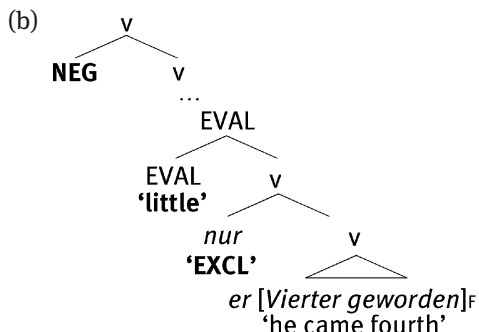 (b)
v
NEG v
...
EVAL
EVAL v
‘little’
nur v
‘EXCL’
er [Vierter geworden]F
‘he came fourth’